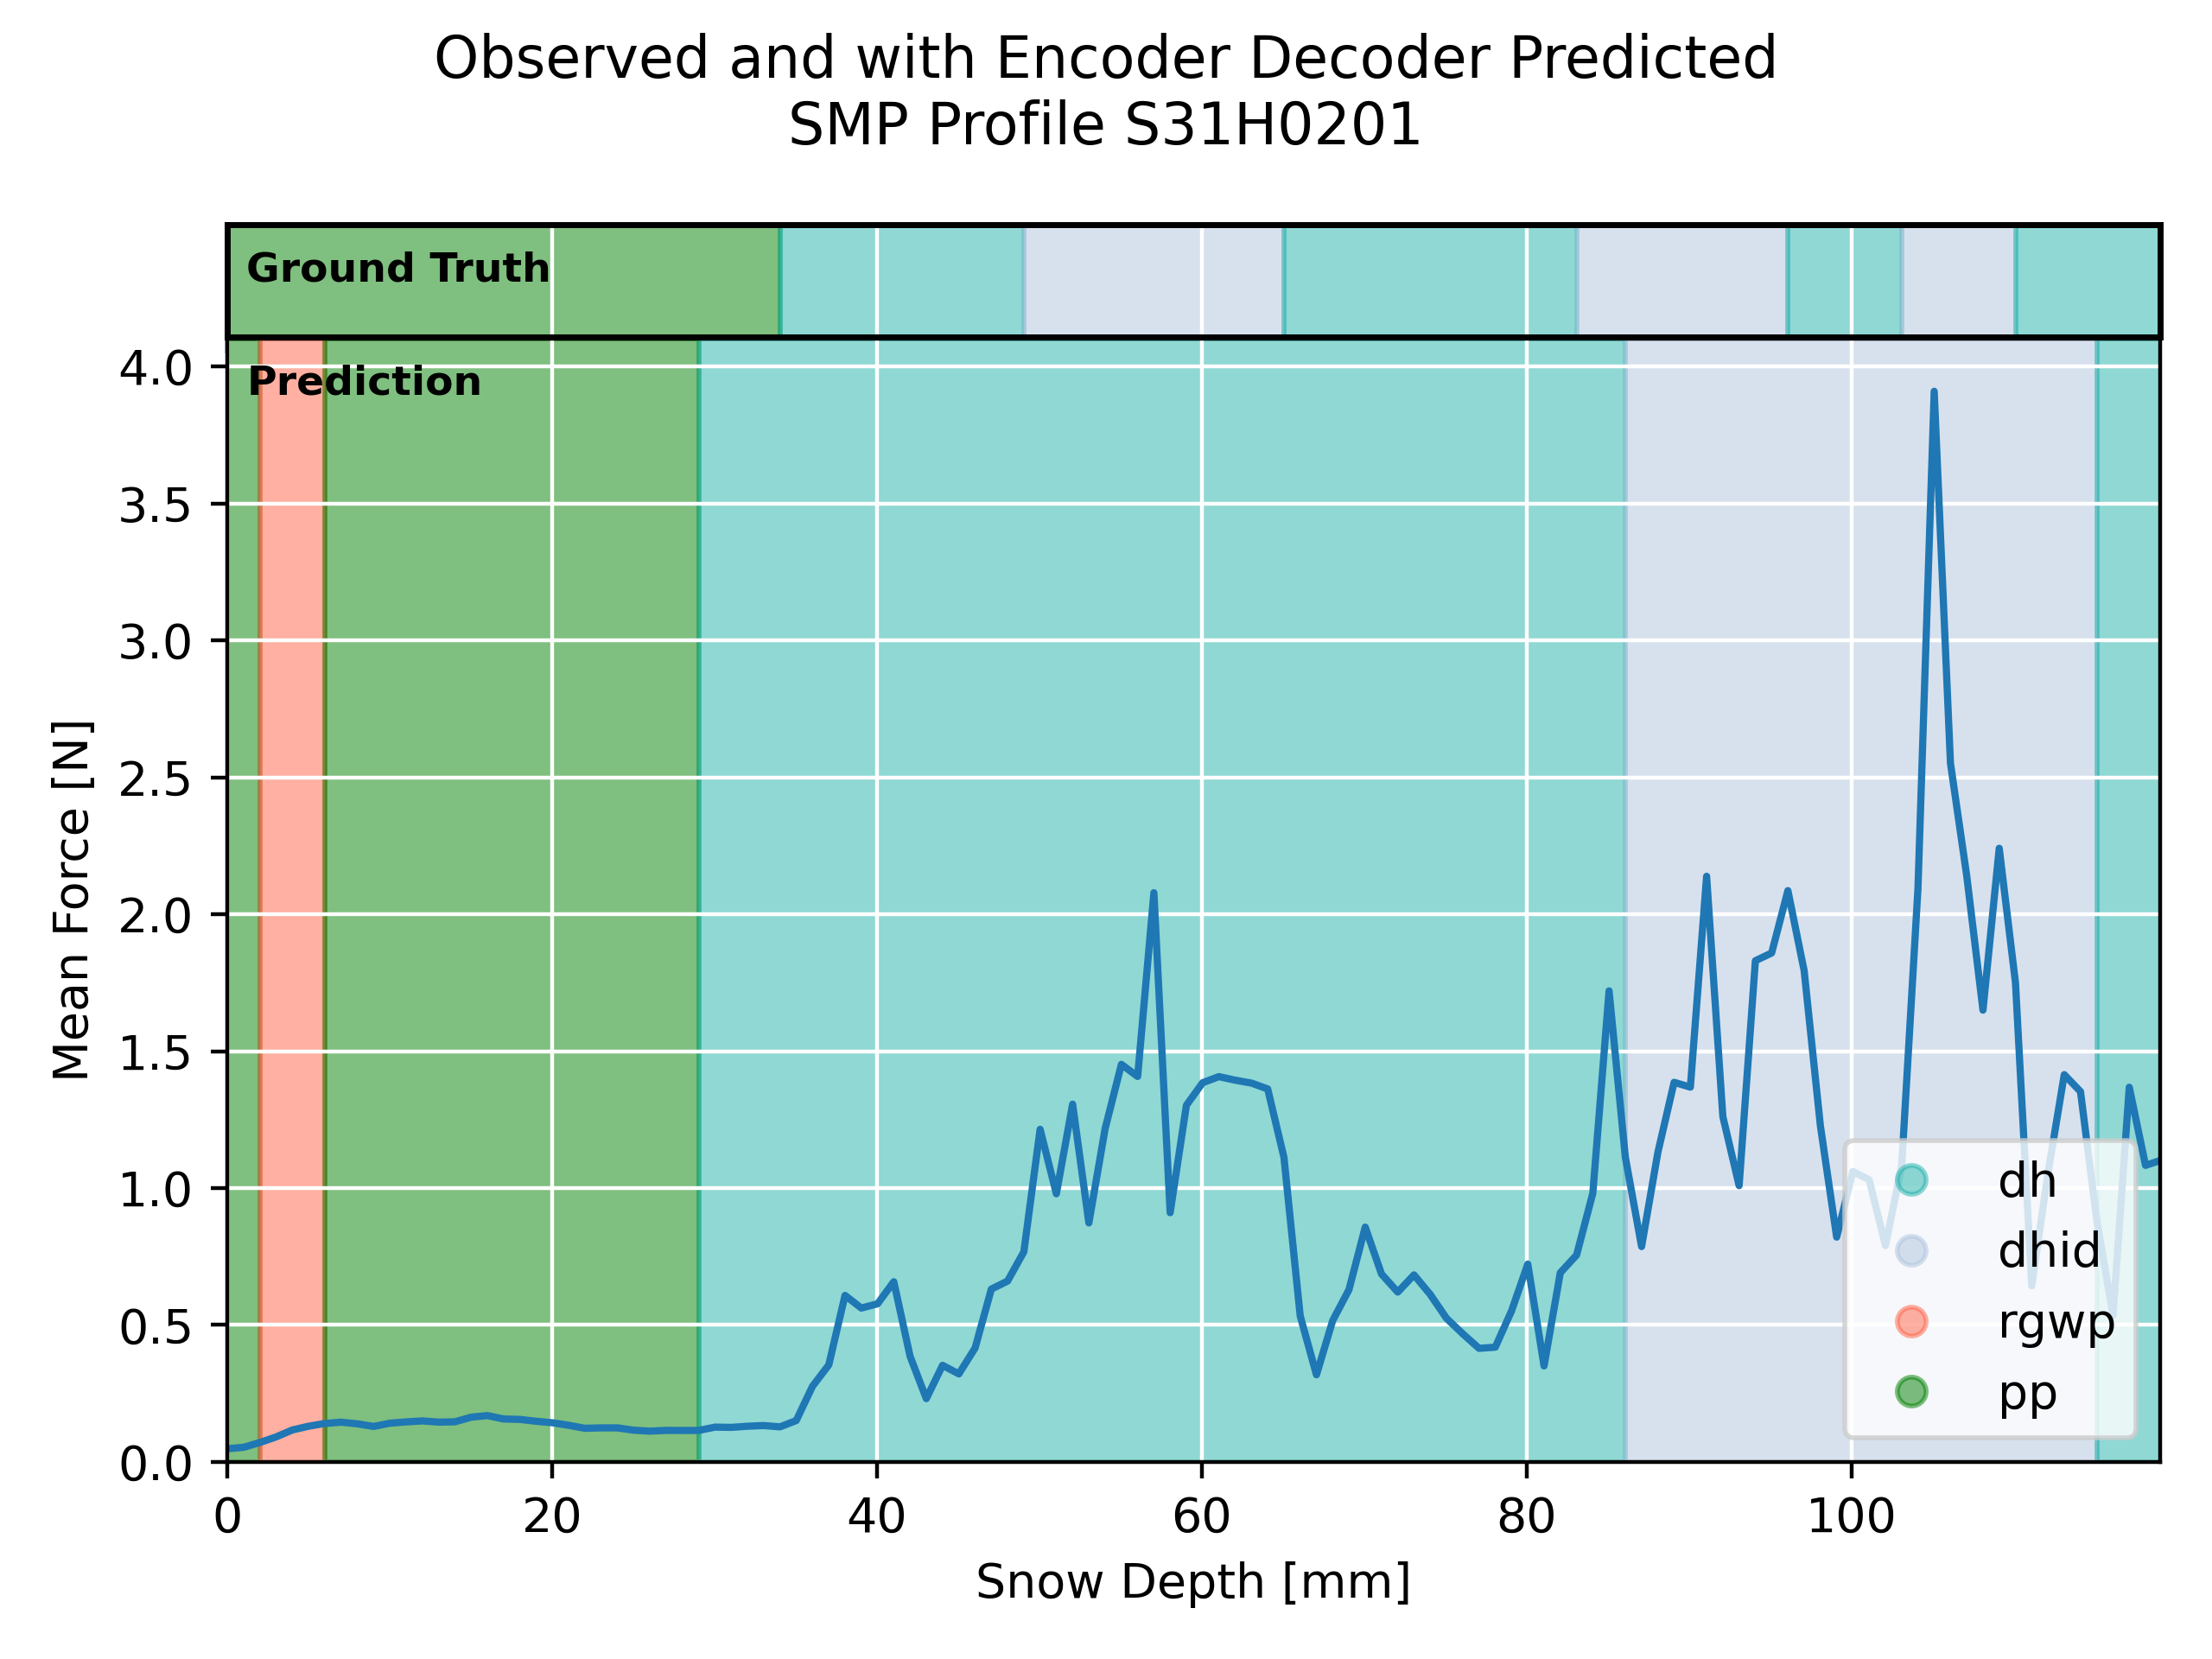 Observed and with Encoder Decoder Predicted
SMP Profile S31H0201
Ground Truth
Prediction
4.0
3.5
3.0
2.5
2.0
1.5
1.0
0.5
0.0
Mean Force [N]
dh
dhid
rgwp
pp
0 20 40 60 80 100
Snow Depth [mm]